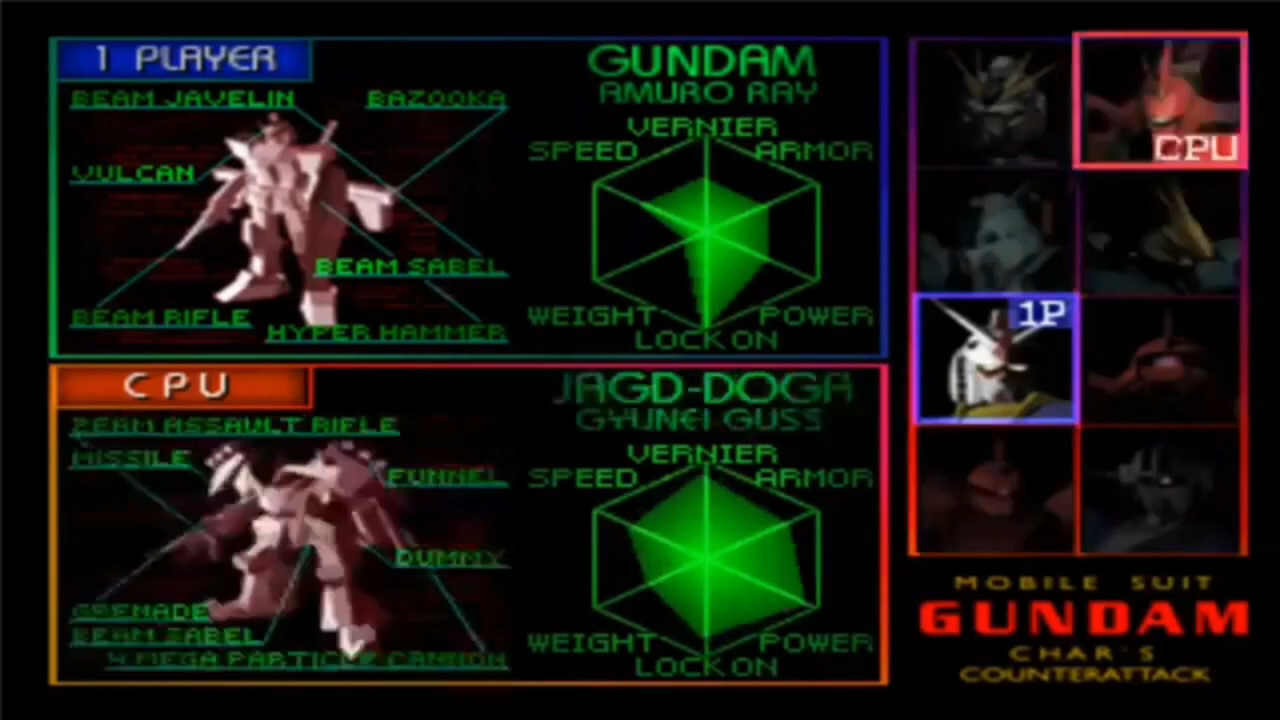 1 PLAYER
GUNDAM
AMURO RAY
BEAM JAVELIN
BAZOOKA
VULCAN
BEAM SABEL
BEAM RIFLE
HYPER HAMMER
VERNIER
SPEED
ARMOR
WEIGHT
POWER
LOCK ON
CPU
1P
CPU
JAGD-DOGA
GYUNEI GUSS
BEAM ASSAULT RIFLE
MISSILE
FUNNEL
DUMMY
GRENADE
BEAM SABEL
4 MEGA PARTICLE CANNON
VERNIER
SPEED
ARMOR
WEIGHT
POWER
LOCK ON
MOBILE SUIT
GUNDAM
CHAR'S
COUNTERATTACK